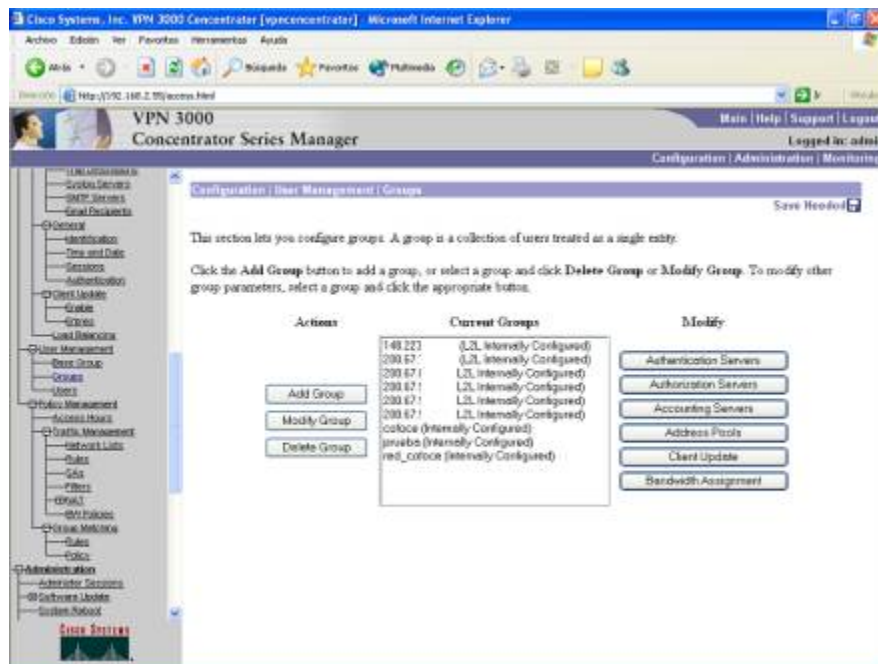 Cisco Systems, Inc. VPN 3000 Concentrator [vpnconcentrator] - Microsoft Internet Explorer
Archivo Edición Ver Favoritos Herramientas Ayuda
Atrás Búsqueda Favoritos Multimedia
VPN 3000
Concentrator Series Manager
Main | Help | Support | Logout
Logged in: admi
Configuration | Administration | Monitoring
Syslog Servers
SMTP Servers
Email Recipients
General
Identification
Time and Date
Sessions
Authentication
Client Update
Enable
Entries
Load Balancing
User Management
Base Group
Groups
Users
Policy Management
Access Hours
Traffic Management
Network Lists
Rules
SAs
Filters
NAT
BW Policies
Group Matching
Rules
Policy
Administration
Administer Sessions
Software Update
System Reboot
Cisco Systems
Configuration | User Management | Groups
Save Needed
This section lets you configure groups. A group is a collection of users treated as a single entity.
Click the Add Group button to add a group, or select a group and click Delete Group or Modify Group. To modify other
group parameters, select a group and click the appropriate button.
Actions
Add Group
Modify Group
Delete Group
Current Groups
148.223 (L2L Internally Configured)
200.67. (L2L Internally Configured)
200.67. L2L Internally Configured)
200.67. L2L Internally Configured)
200.67. L2L Internally Configured)
200.67. L2L Internally Configured)
cofoce (Internally Configured)
prueba (Internally Configured)
red_cofoce (Internally Configured)
Modify
Authentication Servers
Authorization Servers
Accounting Servers
Address Pools
Client Update
Bandwidth Assignment